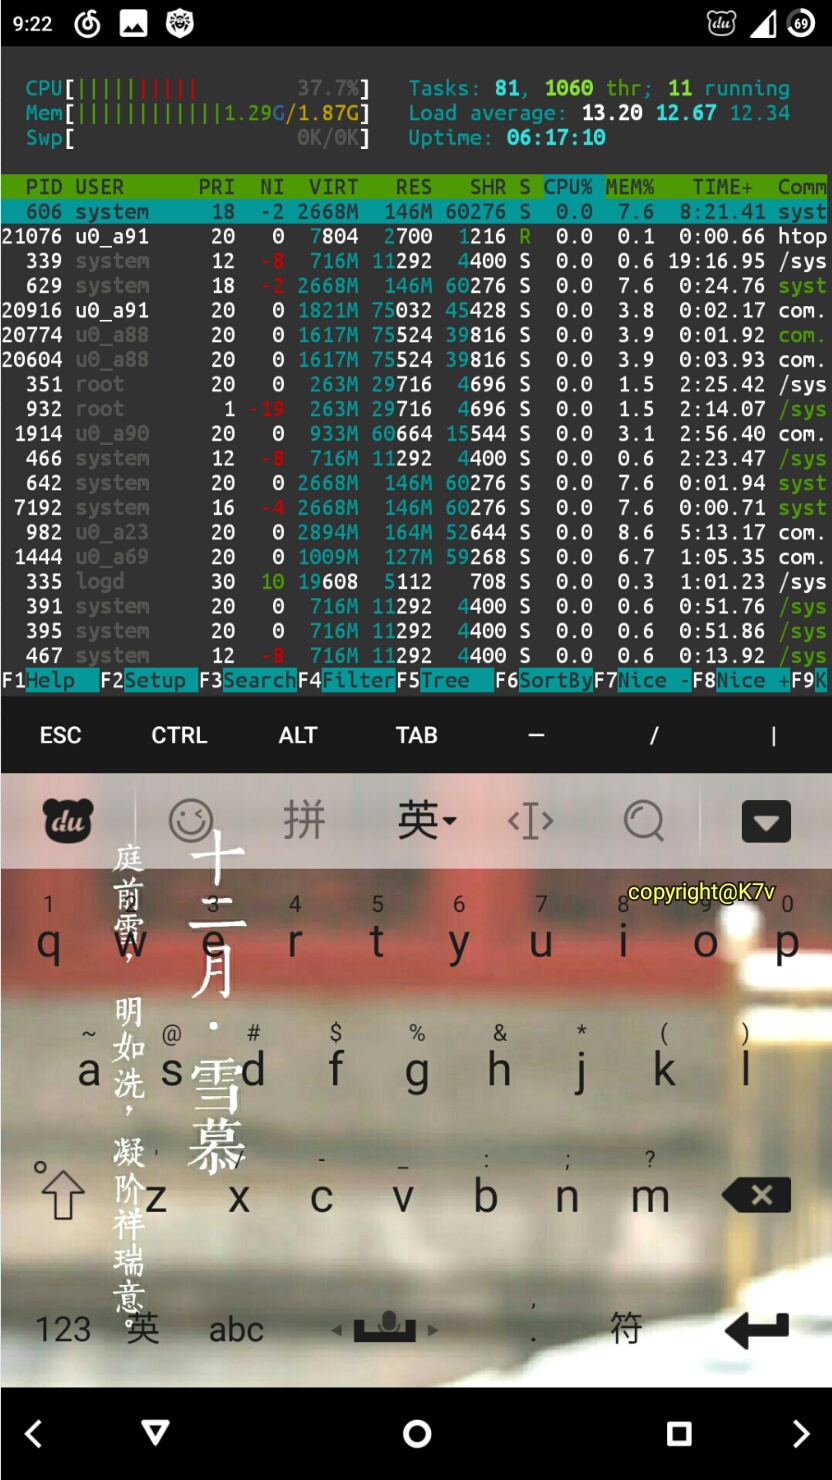 9:22 du 69
CPU[|||||||||| 37.7%] Tasks: 81, 1060 thr; 11 running
Mem[||||||||||||1.29G/1.87G] Load average: 13.20 12.67 12.34
Swp[ 0K/0K] Uptime: 06:17:10
PID USER PRI NI VIRT RES SHR S CPU% MEM% TIME+ Comm
606 system 18 -2 2668M 146M 60276 S 0.0 7.6 8:21.41 syst
21076 u0_a91 20 0 7804 2700 1216 R 0.0 0.1 0:00.66 htop
339 system 12 -8 716M 11292 4400 S 0.0 0.6 19:16.95 /sys
629 system 18 -2 2668M 146M 60276 S 0.0 7.6 0:24.76 syst
20916 u0_a91 20 0 1821M 75032 45428 S 0.0 3.8 0:02.17 com.
20774 u0_a88 20 0 1617M 75524 39816 S 0.0 3.9 0:01.92 com.
20604 u0_a88 20 0 1617M 75524 39816 S 0.0 3.9 0:03.93 com.
351 root 20 0 263M 29716 4696 S 0.0 1.5 2:25.42 /sys
932 root 1 -19 263M 29716 4696 S 0.0 1.5 2:14.07 /sys
1914 u0_a90 20 0 933M 60664 15544 S 0.0 3.1 2:56.40 com.
466 system 12 -8 716M 11292 4400 S 0.0 0.6 2:23.47 /sys
642 system 20 0 2668M 146M 60276 S 0.0 7.6 0:01.94 syst
7192 system 16 -4 2668M 146M 60276 S 0.0 7.6 0:00.71 syst
982 u0_a23 20 0 2894M 164M 52644 S 0.0 8.6 5:13.17 com.
1444 u0_a69 20 0 1009M 127M 59268 S 0.0 6.7 1:05.35 com.
335 logd 30 10 19608 5112 708 S 0.0 0.3 1:01.23 /sys
391 system 20 0 716M 11292 4400 S 0.0 0.6 0:51.76 /sys
395 system 20 0 716M 11292 4400 S 0.0 0.6 0:51.86 /sys
467 system 12 -8 716M 11292 4400 S 0.0 0.6 0:13.92 /sys
F1Help F2Setup F3SearchF4FilterF5Tree F6SortByF7Nice -F8Nice +F9K
ESC CTRL ALT TAB — / |
du 拼 英
十二月·雪慕
庭前雪，明如洗，凝阶祥瑞意。
copyright@K7v
1 2 3 4 5 6 7 8 9 0
q w e r t y u i o p
~ @ # $ % & * ( )
a s d f g h j k l
' / - _ : ; ?
z x c v b n m
123 英 abc , . 符